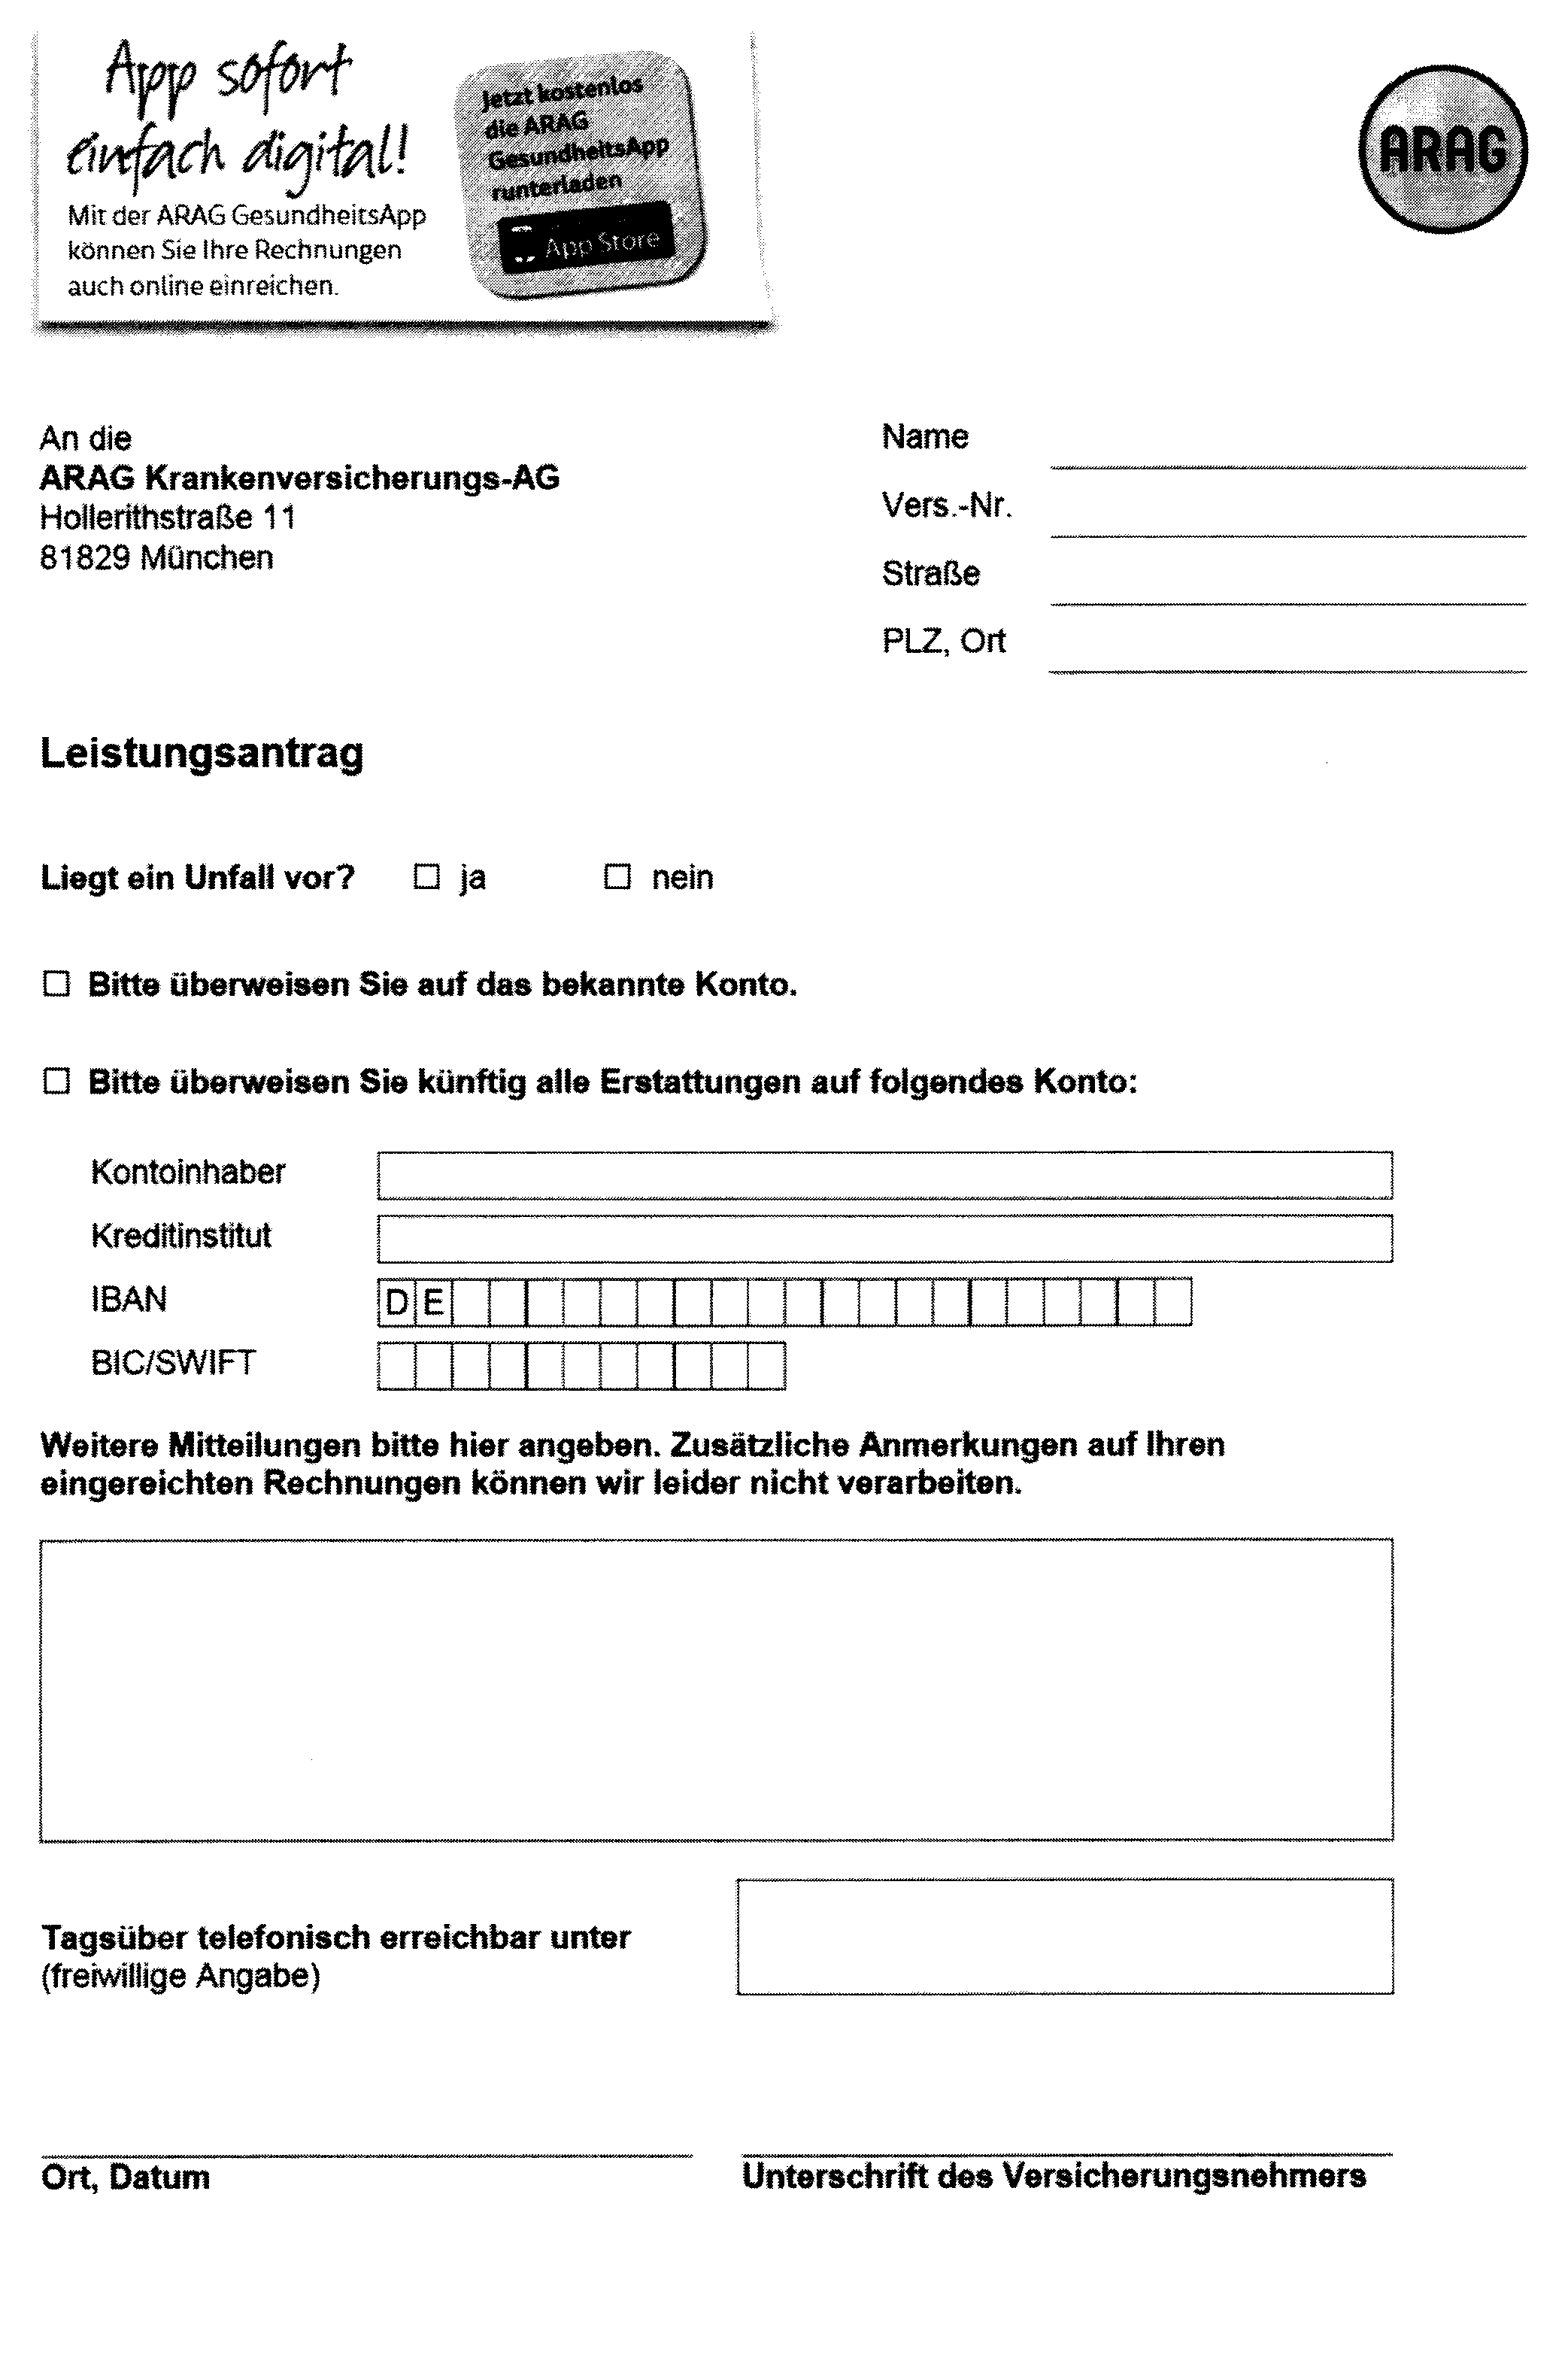 App sofort
einfach digital!
Mit der ARAG GesundheitsApp
können Sie Ihre Rechnungen
auch online einreichen.
Jetzt kostenlos
die ARAG
GesundheitsApp
runterladen
App Store
ARAG
An die
ARAG Krankenversicherungs-AG
Hollerithstraße 11
81829 München
Name
Vers.-Nr.
Straße
PLZ, Ort
Leistungsantrag
Liegt ein Unfall vor? ☐ ja ☐ nein
☐ Bitte überweisen Sie auf das bekannte Konto.
☐ Bitte überweisen Sie künftig alle Erstattungen auf folgendes Konto:
Kontoinhaber
Kreditinstitut
IBAN DE
BIC/SWIFT
Weitere Mitteilungen bitte hier angeben. Zusätzliche Anmerkungen auf Ihren
eingereichten Rechnungen können wir leider nicht verarbeiten.
Tagsüber telefonisch erreichbar unter
(freiwillige Angabe)
Ort, Datum
Unterschrift des Versicherungsnehmers